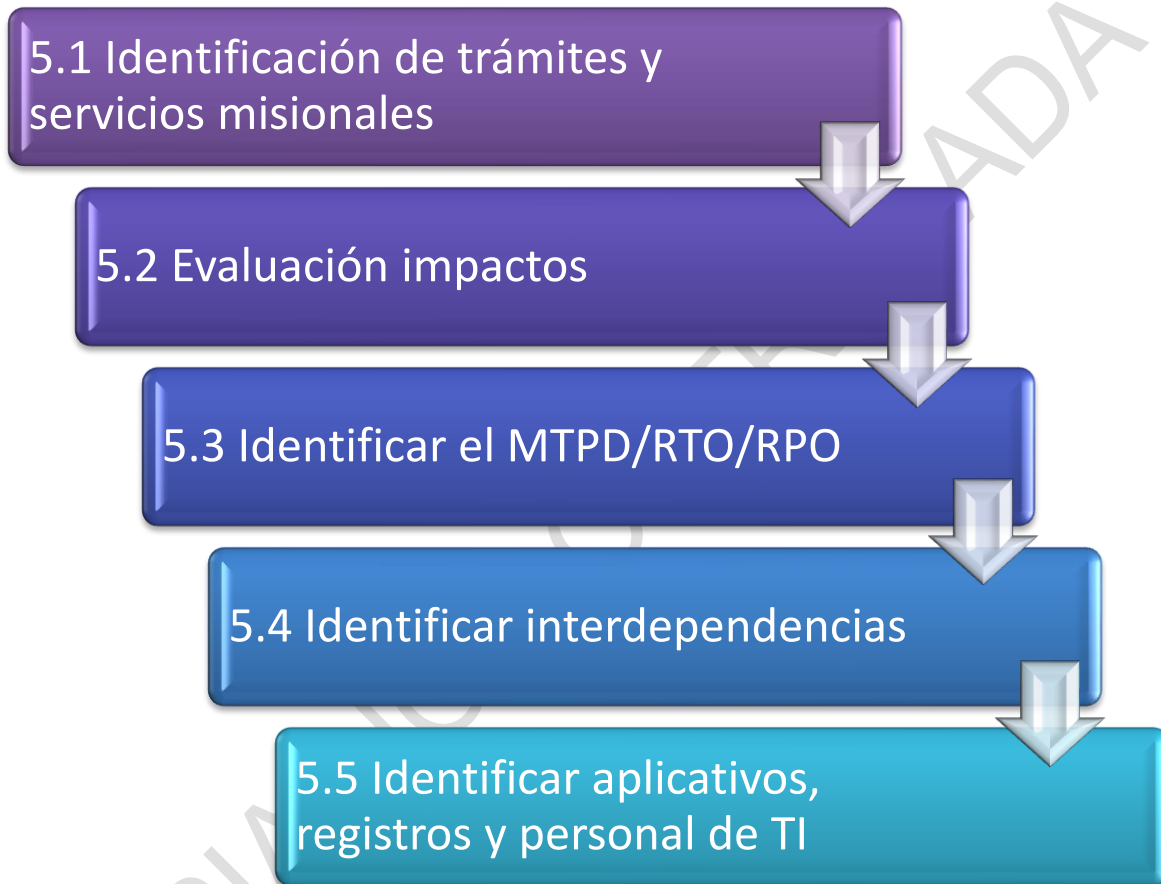 5.1 Identificación de trámites y
servicios misionales
5.2 Evaluación impactos
5.3 Identificar el MTPD/RTO/RPO
5.4 Identificar interdependencias
5.5 Identificar aplicativos,
registros y personal de TI